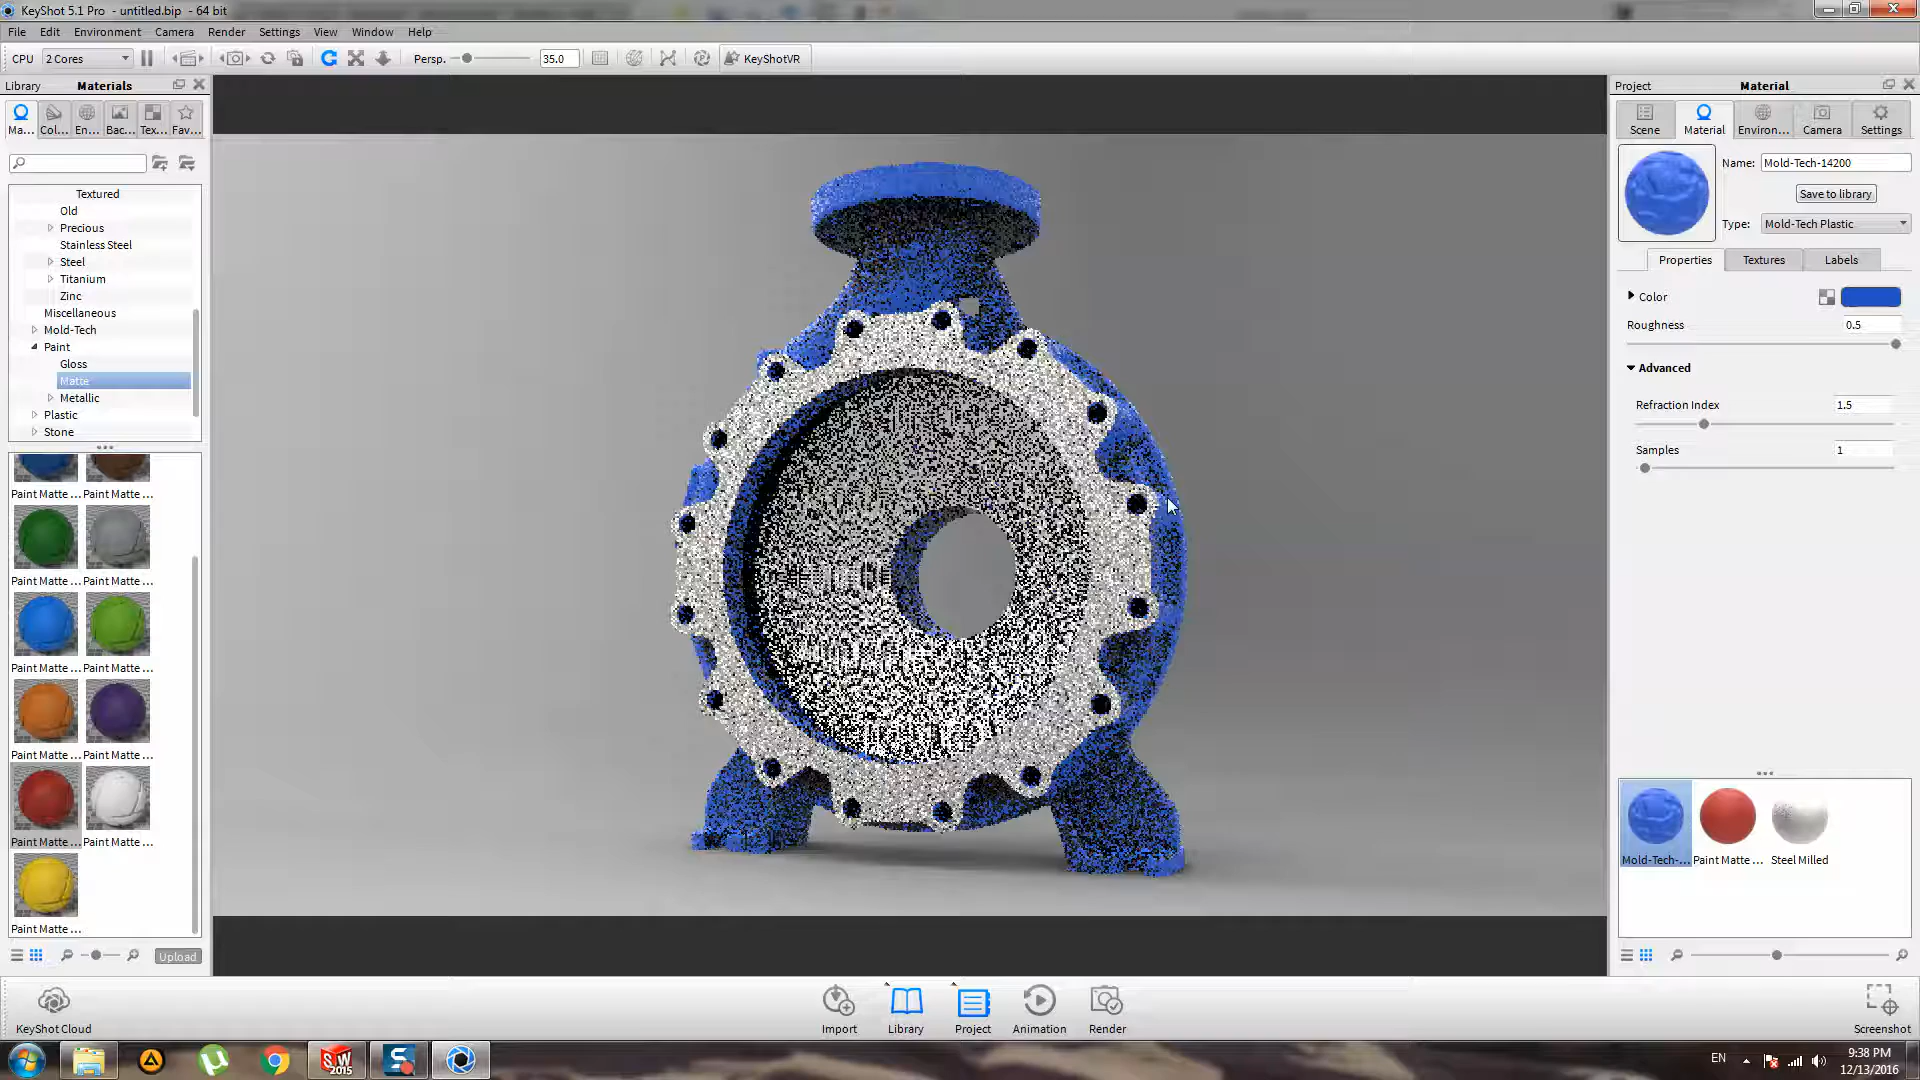 KeyShot 5.1 Pro - untitled.bip - 64 bit
File Edit Environment Camera Render Settings View Window Help
CPU 2 Cores Persp. 35.0 KeyShotVR
Library Materials
Ma... Col... En... Bac... Tex... Fav...
Textured
Old
Precious
Stainless Steel
Steel
Titanium
Zinc
Miscellaneous
Mold-Tech
Paint
Gloss
Matte
Metallic
Plastic
Stone
Paint Matte ... Paint Matte ...
Paint Matte ... Paint Matte ...
Paint Matte ... Paint Matte ...
Paint Matte ... Paint Matte ...
Paint Matte ... Paint Matte ...
Paint Matte ...
Upload
Project Material
Scene Material Environ... Camera Settings
Name: Mold-Tech-14200
Save to library
Type: Mold-Tech Plastic
Properties Textures Labels
Color
Roughness 0.5
Advanced
Refraction Index 1.5
Samples 1
Mold-Tech-... Paint Matte ... Steel Milled
KeyShot Cloud Import Library Project Animation Render Screenshot
SW 2015
S
EN
9:38 PM
12/13/2016